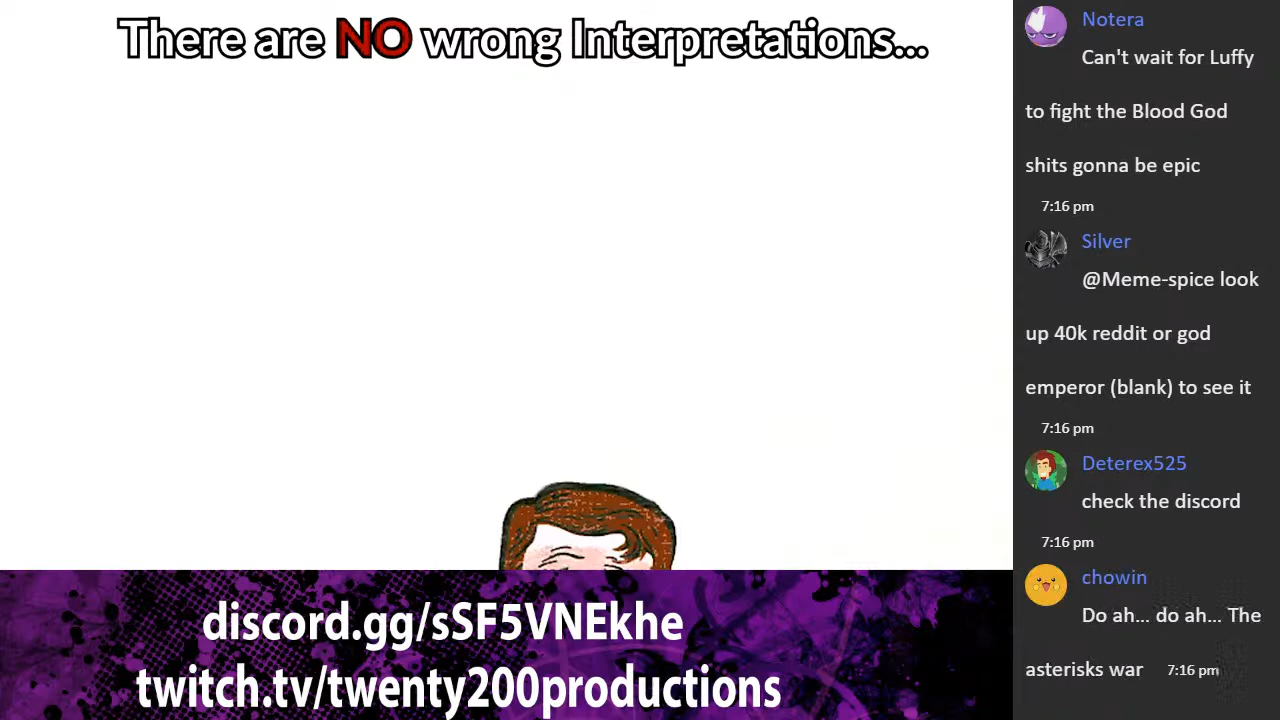 There are NO wrong Interpretations...
discord.gg/sSF5VNEkhe
twitch.tv/twenty200productions
Notera
Can't wait for Luffy
to fight the Blood God
shits gonna be epic
7:16 pm
Silver
@Meme-spice look
up 40k reddit or god
emperor (blank) to see it
7:16 pm
Deterex525
check the discord
7:16 pm
chowin
Do ah... do ah... The
asterisks war 7:16 pm